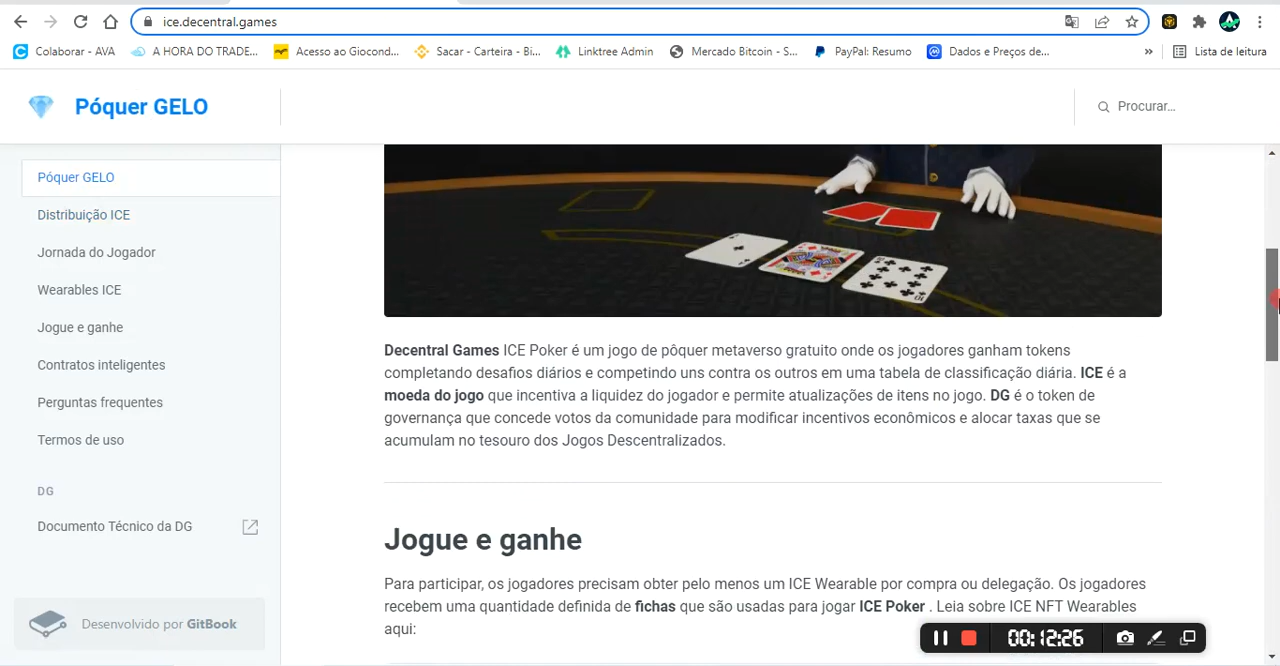 ice.decentral.games
Colaborar - AVA
A HORA DO TRADE...
Acesso ao Giocond...
Sacar - Carteira - Bi...
Linktree Admin
Mercado Bitcoin - S...
PayPal: Resumo
Dados e Preços de...
»
Lista de leitura
Póquer GELO
Procurar...
Póquer GELO
Distribuição ICE
Jornada do Jogador
Wearables ICE
Jogue e ganhe
Contratos inteligentes
Perguntas frequentes
Termos de uso
DG
Documento Técnico da DG
Desenvolvido por GitBook
Decentral Games ICE Poker é um jogo de pôquer metaverso gratuito onde os jogadores ganham tokens
completando desafios diários e competindo uns contra os outros em uma tabela de classificação diária. ICE é a
moeda do jogo que incentiva a liquidez do jogador e permite atualizações de itens no jogo. DG é o token de
governança que concede votos da comunidade para modificar incentivos econômicos e alocar taxas que se
acumulam no tesouro dos Jogos Descentralizados.
Jogue e ganhe
Para participar, os jogadores precisam obter pelo menos um ICE Wearable por compra ou delegação. Os jogadores
recebem uma quantidade definida de fichas que são usadas para jogar ICE Poker . Leia sobre ICE NFT Wearables
aqui:
00:12:26